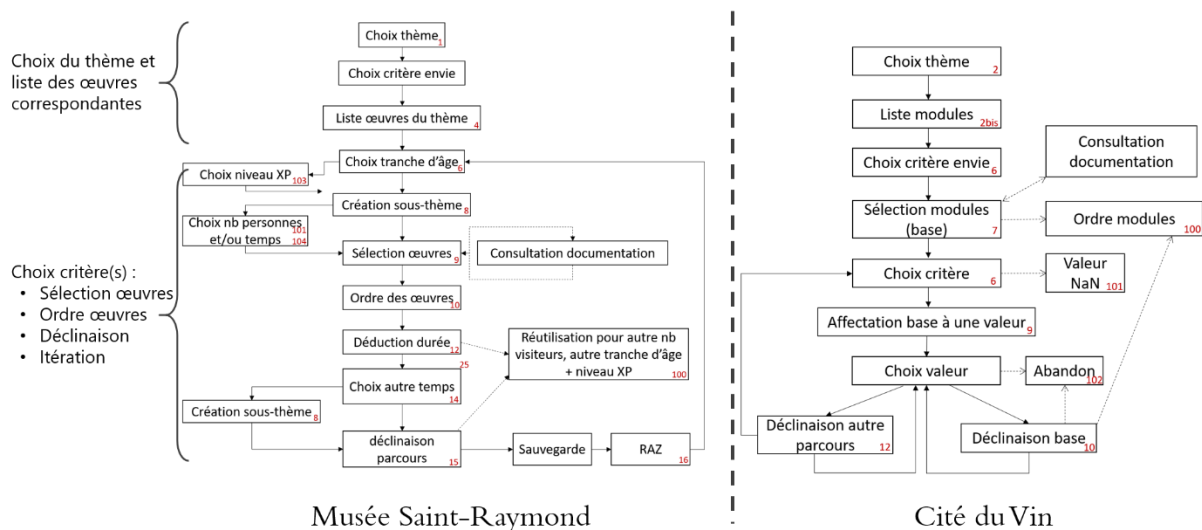 Choix du thème et
liste des œuvres
correspondantes
Choix thème
1
Choix critère envie
Liste œuvres du thème
4
Choix tranche d'âge
6
Choix niveau XP
103
Création sous-thème
8
Choix nb personnes
101
et/ou temps
104
Sélection œuvres
9
Consultation documentation
Choix critère(s) :
• Sélection œuvres
• Ordre œuvres
• Déclinaison
• Itération
Ordre des œuvres
10
Déduction durée
12
Réutilisation pour autre nb
visiteurs, autre tranche d'âge
+ niveau XP
100
25
Choix autre temps
14
Création sous-thème
8
déclinaison
parcours
15
Sauvegarde
RAZ
16
Musée Saint-Raymond
Choix thème
2
Liste modules
2bis
Consultation
documentation
Choix critère envie
6
Sélection modules
(base)
7
Ordre modules
100
Choix critère
6
Valeur
NaN
101
Affectation base à une valeur
9
Choix valeur
Abandon
102
Déclinaison autre
parcours
12
Déclinaison base
10
Cité du Vin